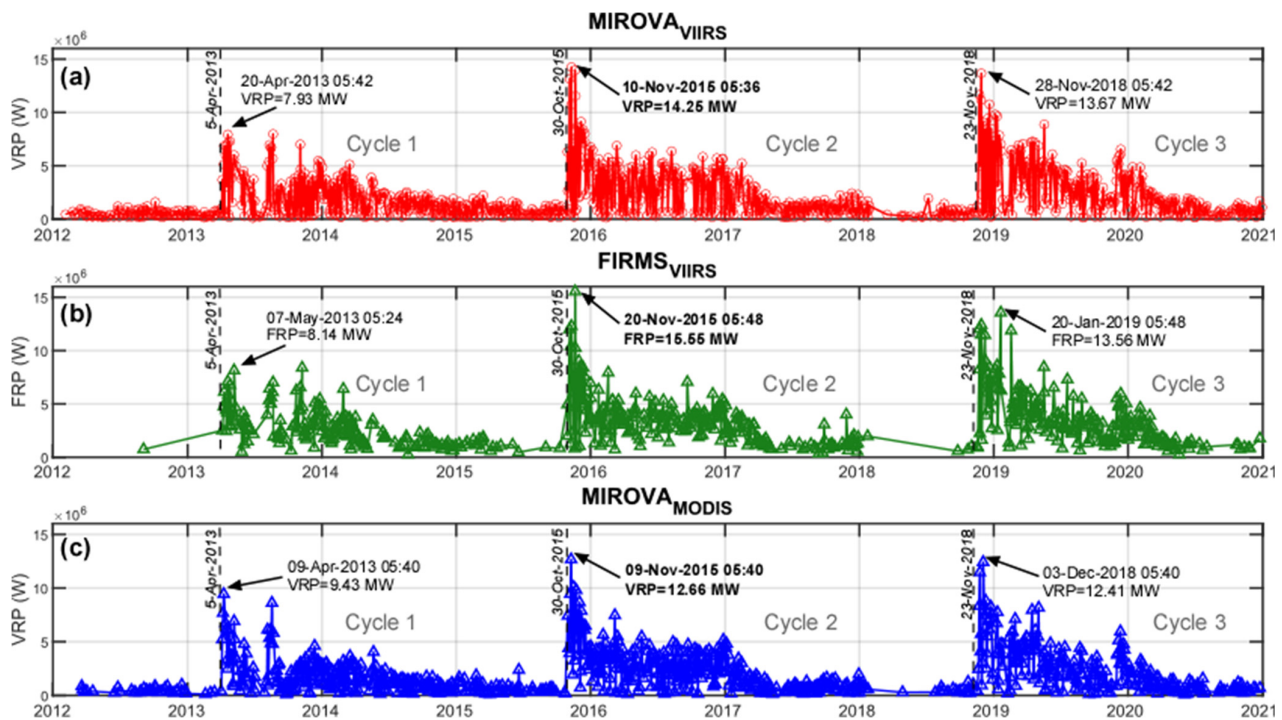 MIROVA_VIIRS
×10⁶
(a)
VRP (W)
15
10
5
0
5-Apr-2013
20-Apr-2013 05:42
VRP=7.93 MW
Cycle 1
30-Oct-2015
10-Nov-2015 05:36
VRP=14.25 MW
Cycle 2
23-Nov-2018
28-Nov-2018 05:42
VRP=13.67 MW
Cycle 3
2012 2013 2014 2015 2016 2017 2018 2019 2020 2021
FIRMS_VIIRS
×10⁶
(b)
FRP (W)
15
10
5
0
5-Apr-2013
07-May-2013 05:24
FRP=8.14 MW
Cycle 1
30-Oct-2015
20-Nov-2015 05:48
FRP=15.55 MW
Cycle 2
23-Nov-2018
20-Jan-2019 05:48
FRP=13.56 MW
Cycle 3
2012 2013 2014 2015 2016 2017 2018 2019 2020 2021
MIROVA_MODIS
×10⁶
(c)
VRP (W)
15
10
5
0
5-Apr-2013
09-Apr-2013 05:40
VRP=9.43 MW
Cycle 1
30-Oct-2015
09-Nov-2015 05:40
VRP=12.66 MW
Cycle 2
23-Nov-2018
03-Dec-2018 05:40
VRP=12.41 MW
Cycle 3
2012 2013 2014 2015 2016 2017 2018 2019 2020 2021